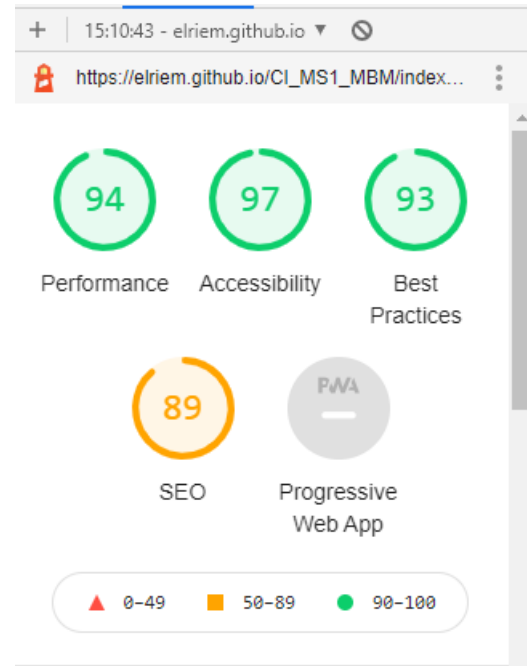 15:10:43 - elriem.github.io
https://elriem.github.io/CI_MS1_MBM/index...
94 97 93
Performance Accessibility Best
Practices
89 PWA
SEO Progressive
Web App
0–49 50–89 90–100